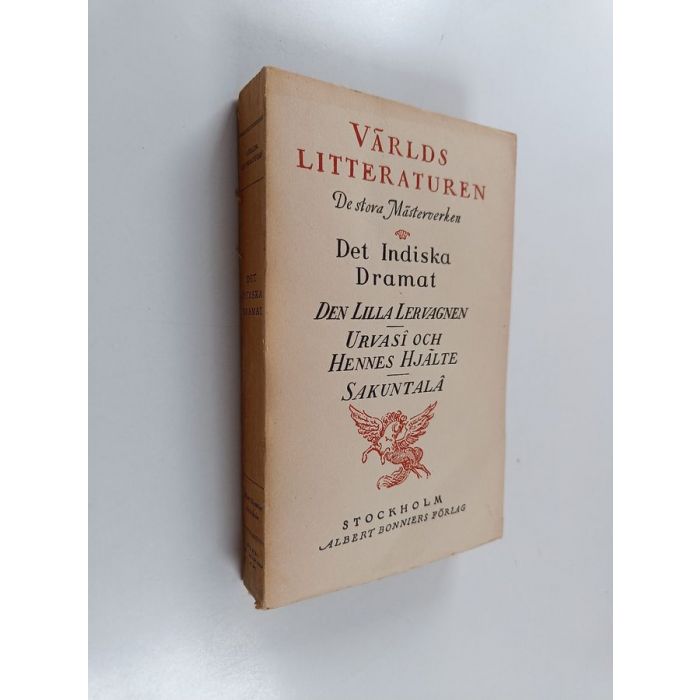 VÄRLDS
LITTERATUREN
De stora Mästerverken
Det Indiska
Dramat
DEN LILLA LERVAGNEN
URVASÎ OCH
HENNES HJÄLTE
SAKUNTALÂ
STOCKHOLM
ALBERT BONNIERS FÖRLAG
DET
INDISKA
DRAMAT